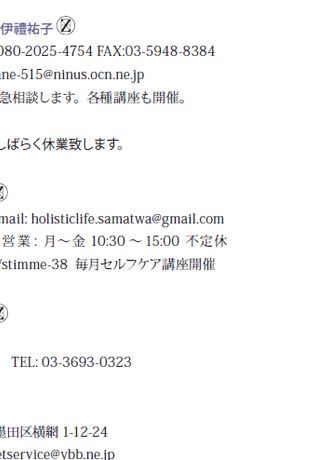 伊禮祐子 Ⓩ
080-2025-4754 FAX:03-5948-8384
ane-515@ninus.ocn.ne.jp
急相談します。各種講座も開催。
しばらく休業致します。
Ⓩ
mail: holisticlife.samatwa@gmail.com
営業: 月〜金 10:30 〜 15:00 不定休
/stimme-38 毎月セルフケア講座開催
Ⓩ
TEL: 03-3693-0323
墨田区横網 1-12-24
etservice@ybb.ne.jp